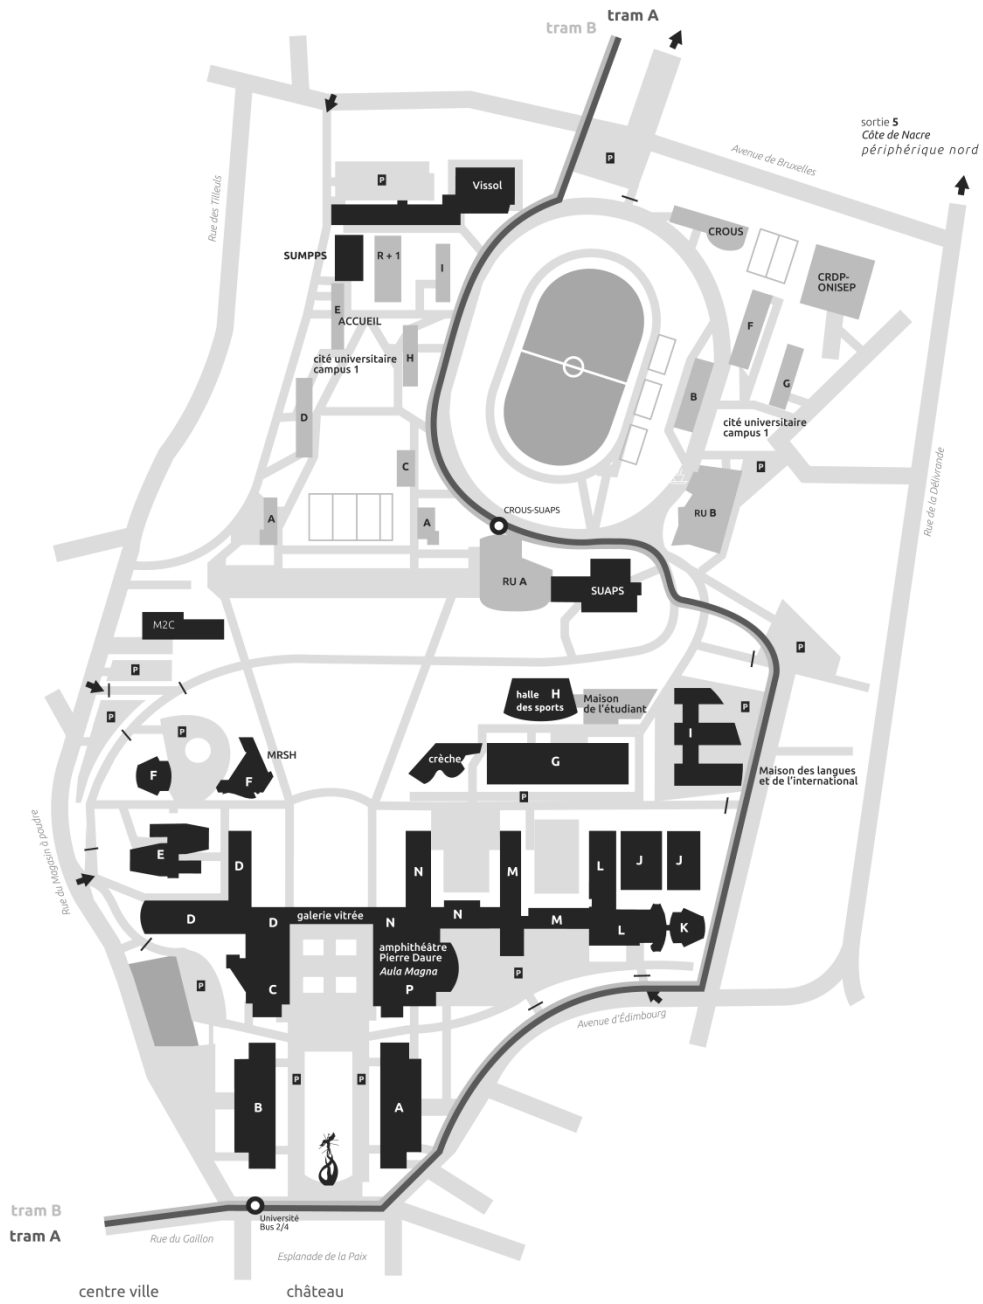 tram A
tram B
sortie 5
Côte de Nacre
périphérique nord
Avenue de Bruxelles
P
P
Vissol
Rue des Tilleuls
CROUS
SUMPPS
R + 1
I
CRDP-
ONISEP
E
ACCUEIL
F
cité universitaire
campus 1
H
G
B
D
cité universitaire
campus 1
C
P
Rue de la Délivrande
A
A
CROUS-SUAPS
RU B
RU A
SUAPS
M2C
P
P
halle H
des sports
Maison
de l'étudiant
P
P
P
I
MRSH
crèche
G
F
F
Maison des langues
et de l'international
P
Rue du Magasin à poudre
E
D
N
M
L
J
J
D
D
galerie vitrée
N
N
M
L
K
amphithéâtre
Pierre Daure
Aula Magna
P
C
P
P
Avenue d'Édimbourg
P
P
B
A
tram B
tram A
Université
Bus 2/4
Rue du Gaillon
Esplanade de la Paix
centre ville
château